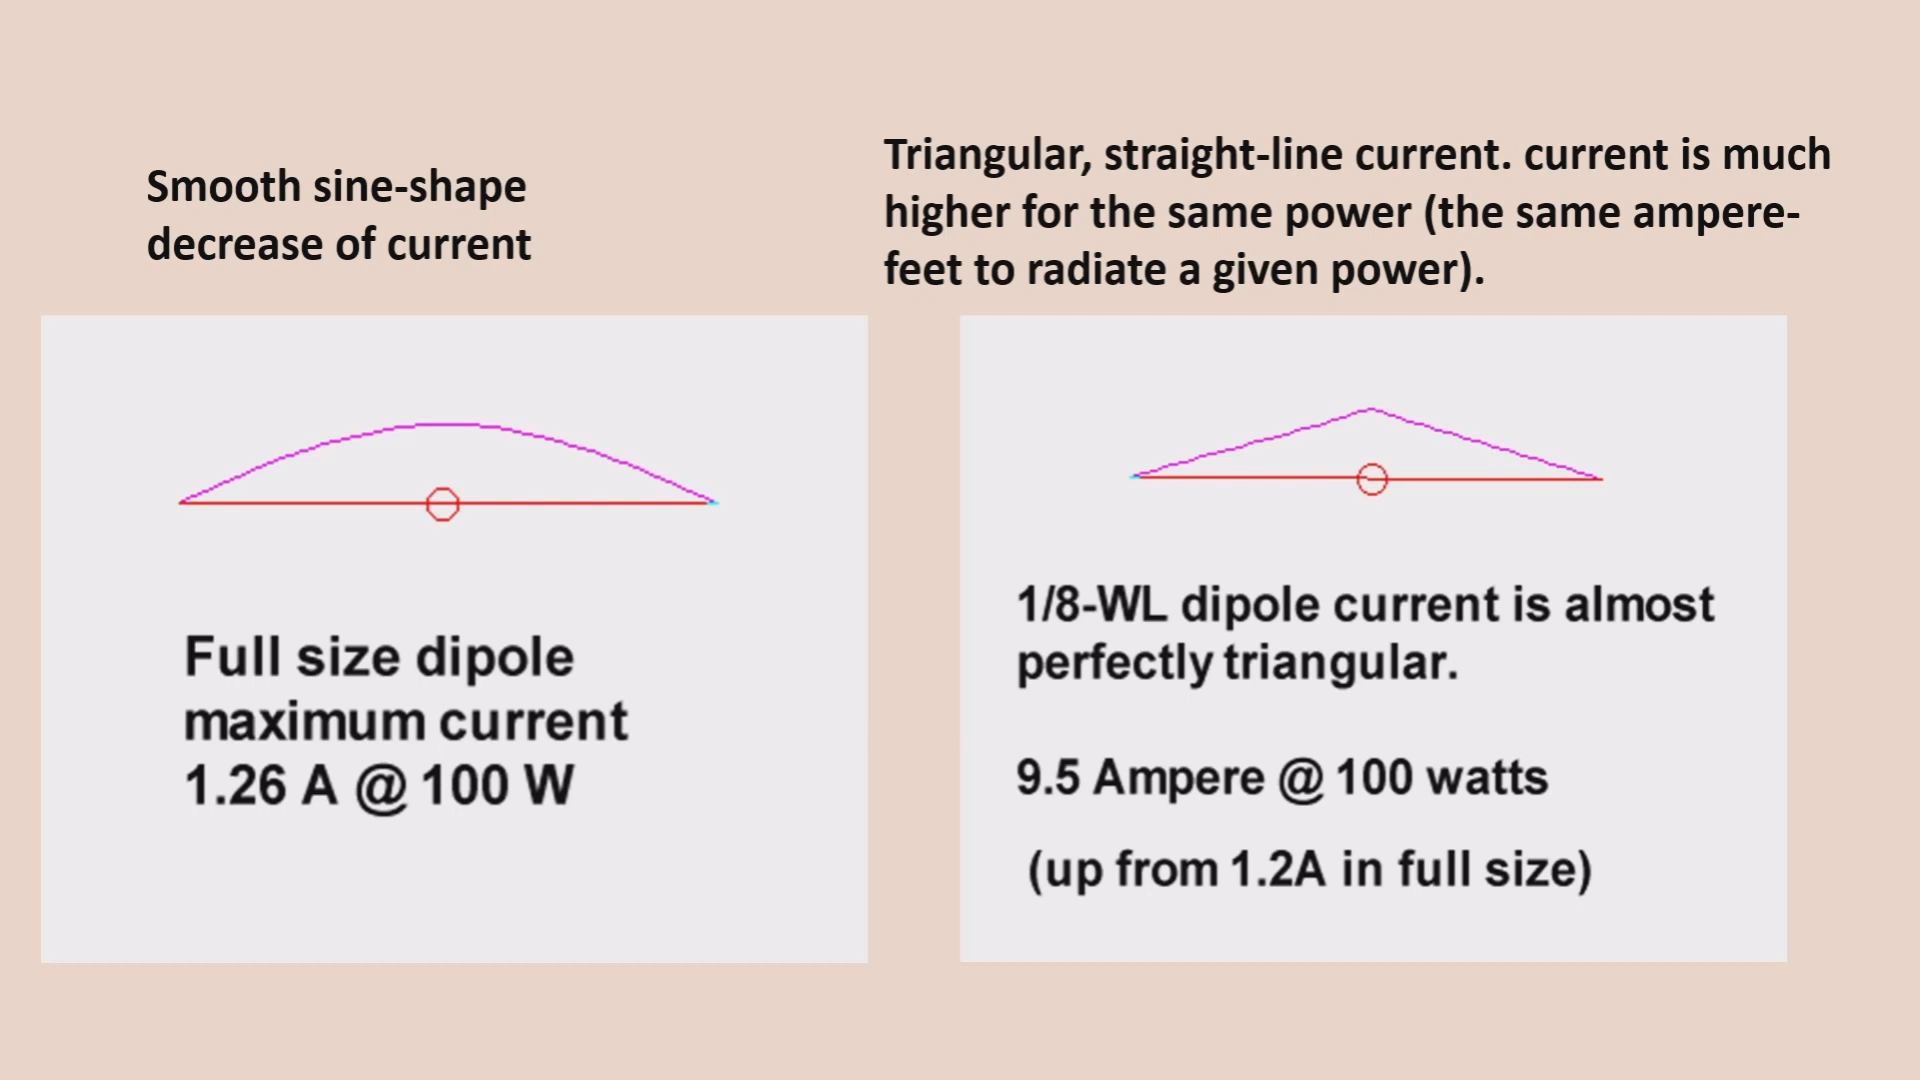 Smooth sine-shape
decrease of current
Triangular, straight-line current. current is much
higher for the same power (the same ampere-
feet to radiate a given power).
Full size dipole
maximum current
1.26 A @ 100 W
1/8-WL dipole current is almost
perfectly triangular.
9.5 Ampere @ 100 watts
(up from 1.2A in full size)